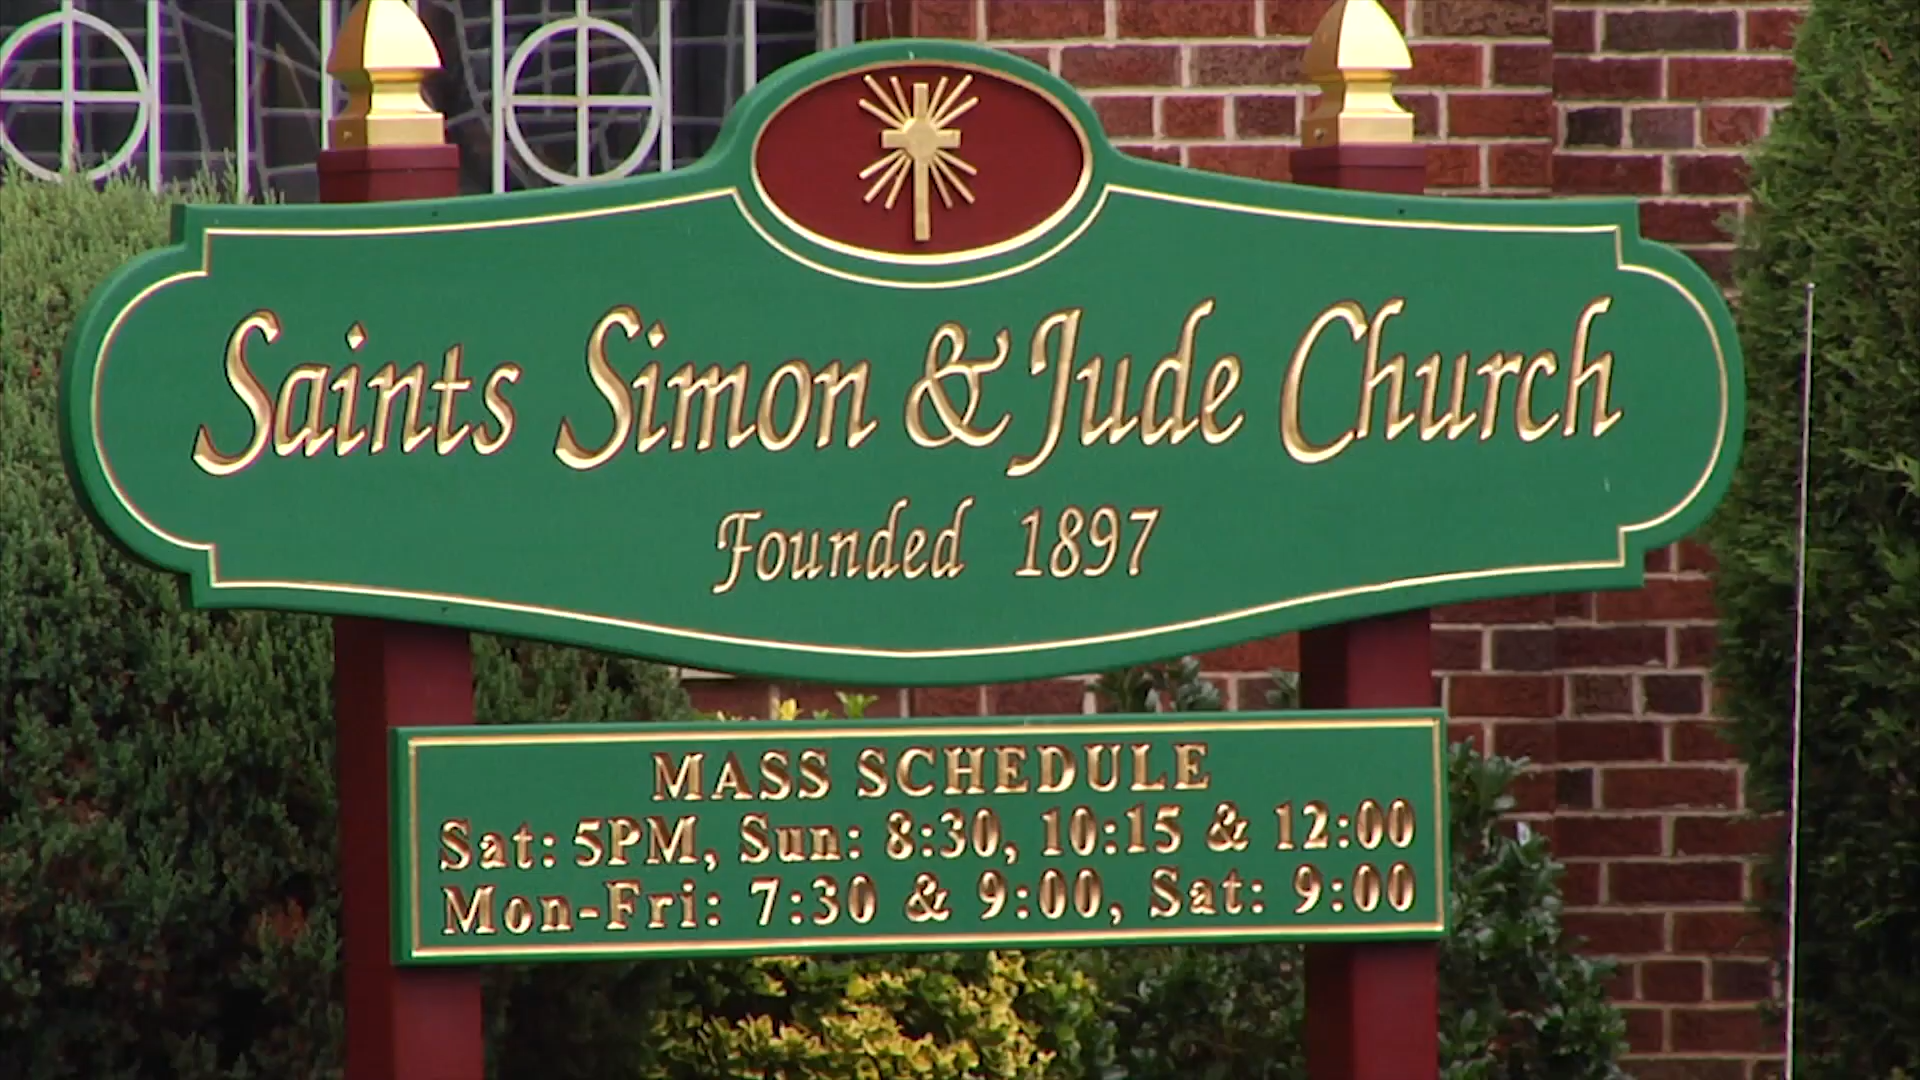 Saints Simon & Jude Church
Founded 1897
MASS SCHEDULE
Sat: 5PM, Sun: 8:30, 10:15 & 12:00
Mon-Fri: 7:30 & 9:00, Sat: 9:00